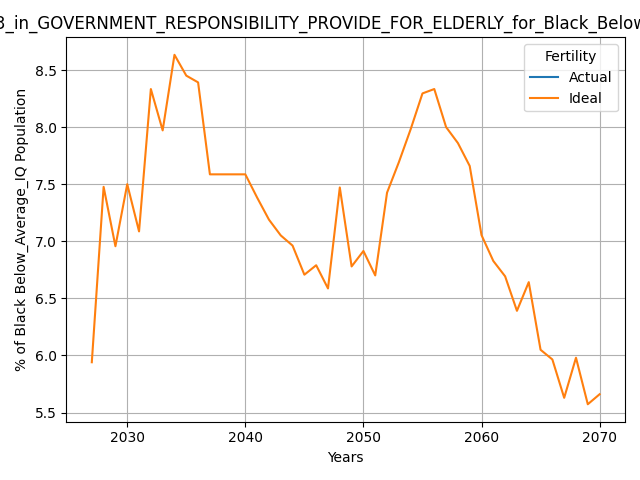 3_in_GOVERNMENT_RESPONSIBILITY_PROVIDE_FOR_ELDERLY_for_Black_Below
Fertility
Actual
Ideal
% of Black Below_Average_IQ Population
8.5
8.0
7.5
7.0
6.5
6.0
5.5
2030 2040 2050 2060 2070
Years